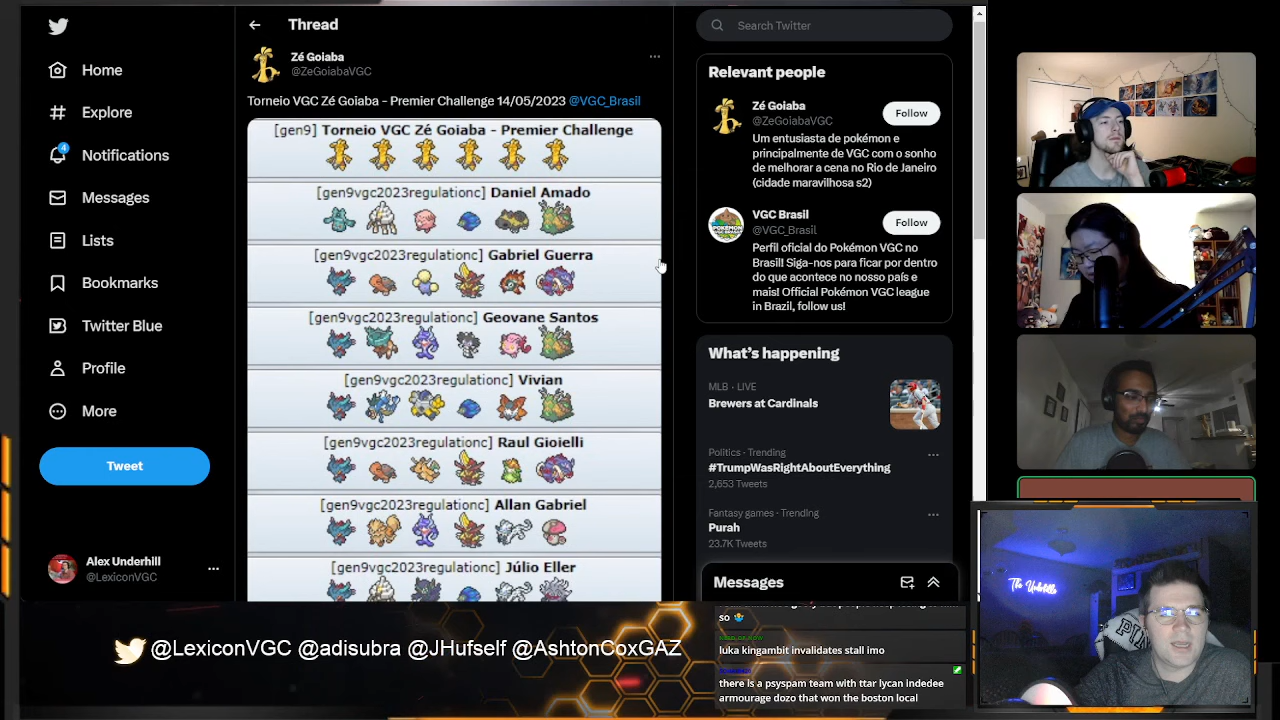 Home
Explore
4
Notifications
Messages
Lists
Bookmarks
Twitter Blue
Profile
More
Tweet
Alex Underhill
@LexiconVGC
Thread
Zé Goiaba
@ZeGoiabaVGC
Torneio VGC Zé Goiaba - Premier Challenge 14/05/2023 @VGC_Brasil
[gen9] Torneio VGC Zé Goiaba - Premier Challenge
[gen9vgc2023regulationc] Daniel Amado
[gen9vgc2023regulationc] Gabriel Guerra
[gen9vgc2023regulationc] Geovane Santos
[gen9vgc2023regulationc] Vivian
[gen9vgc2023regulationc] Raul Gioielli
[gen9vgc2023regulationc] Allan Gabriel
[gen9vgc2023regulationc] Júlio Eller
Search Twitter
Relevant people
Zé Goiaba
@ZeGoiabaVGC
Follow
Um entusiasta de pokémon e
principalmente de VGC com o sonho
de melhorar a cena no Rio de Janeiro
(cidade maravilhosa s2)
VGC Brasil
@VGC_Brasil
Follow
Perfil oficial do Pokémon VGC no
Brasil! Siga-nos para ficar por dentro
do que acontece no nosso país e
mais! Official Pokémon VGC league
in Brazil, follow us!
What's happening
MLB · LIVE
Brewers at Cardinals
Politics · Trending
#TrumpWasRightAboutEverything
2,653 Tweets
Fantasy games · Trending
Purah
23.7K Tweets
Messages
so
luka kingambit invalidates stall imo
there is a psyspam team with ttar lycan indedee
armourage dozo that won the boston local
@LexiconVGC @adisubra @JHufself @AshtonCoxGAZ
The Underhills